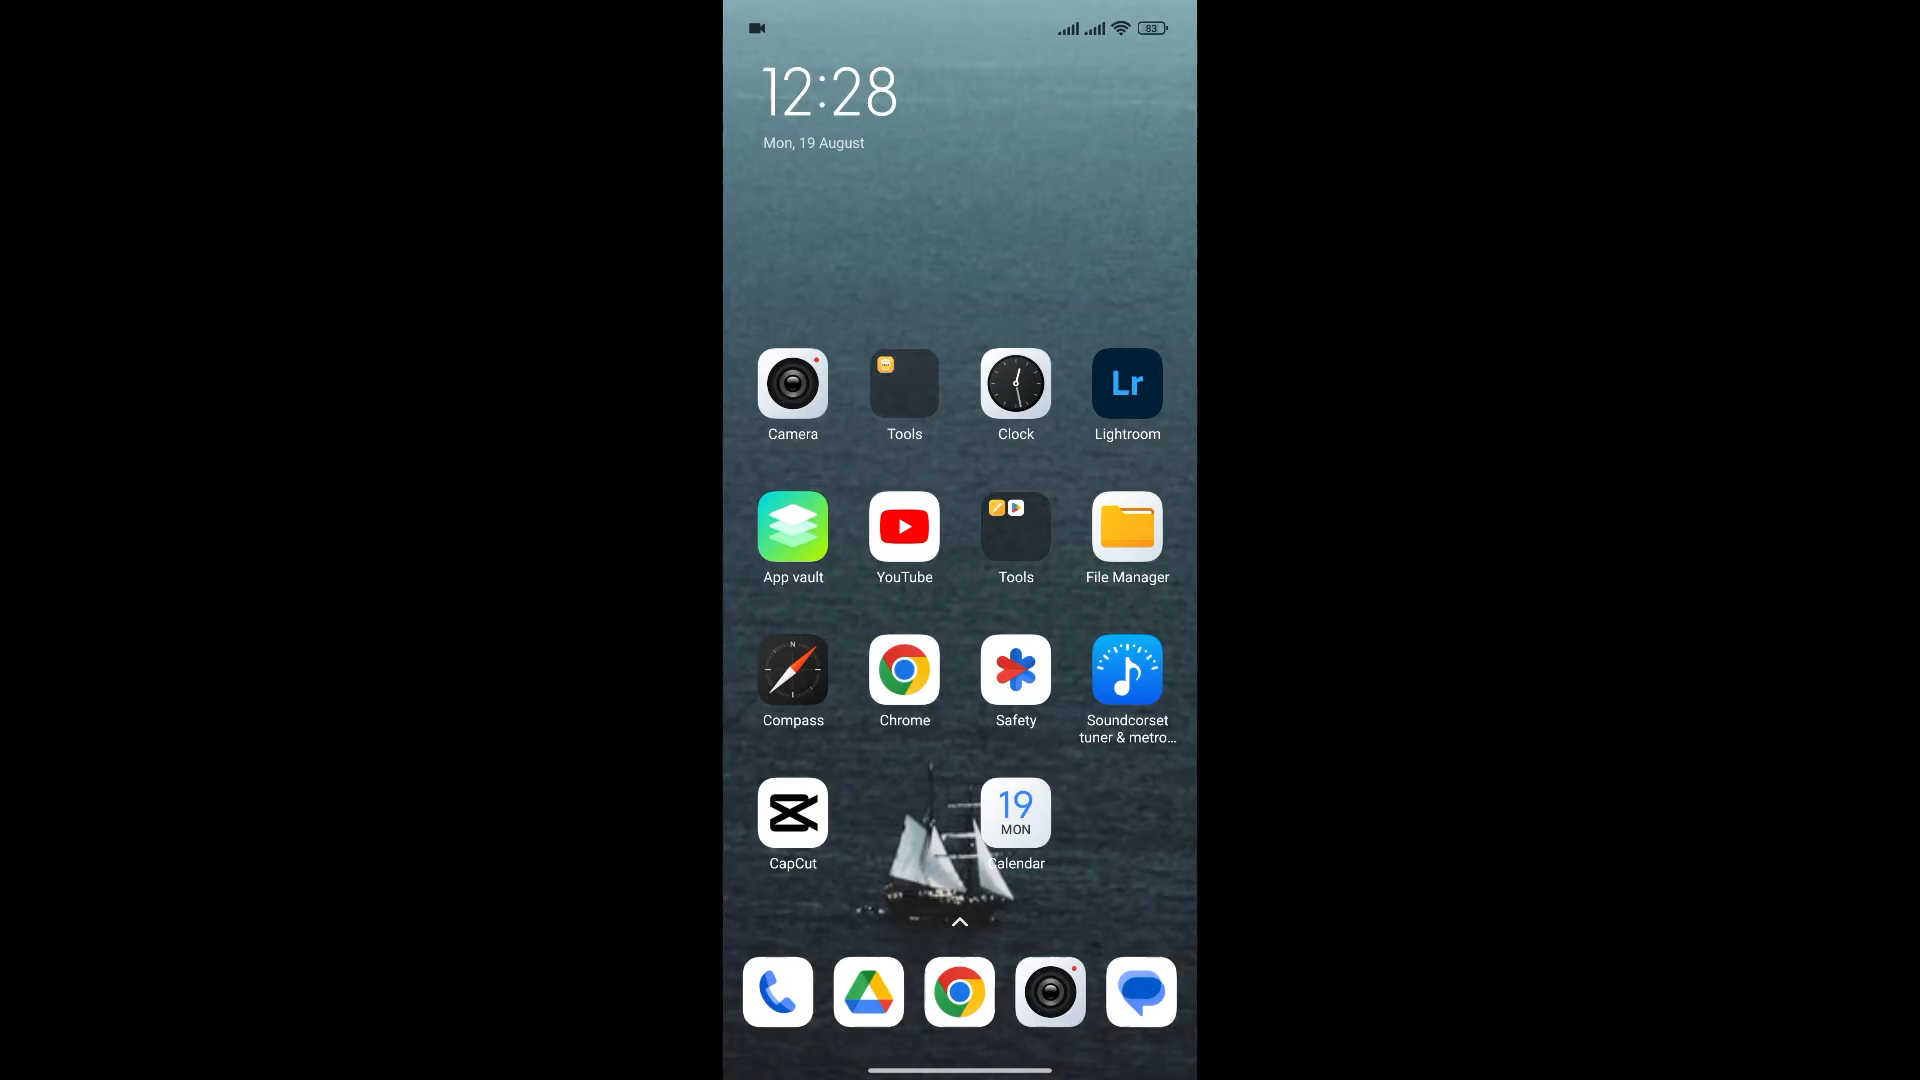 83
12:28
Mon, 19 August
Lr
Camera
Tools
Clock
Lightroom
App vault
YouTube
Tools
File Manager
N
Compass
Chrome
Safety
Soundcorset
tuner & metro...
19
MON
CapCut
Calendar